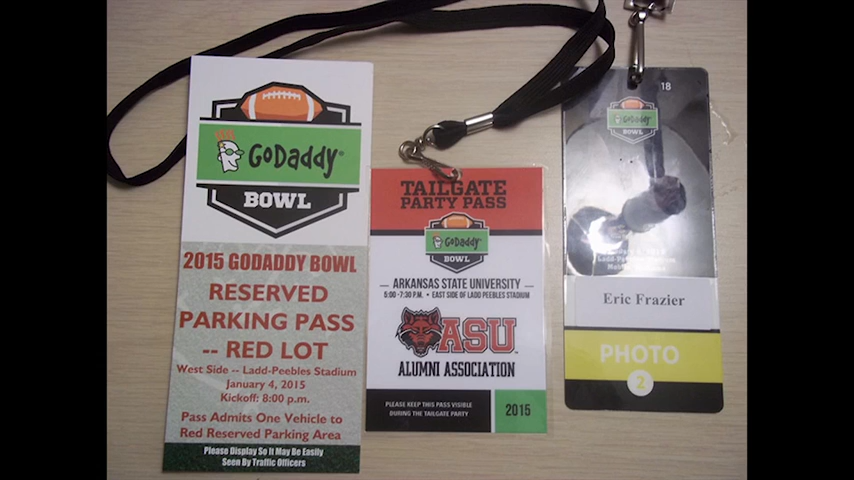 GoDaddy®
BOWL
2015 GODADDY BOWL
RESERVED
PARKING PASS
-- RED LOT
West Side -- Ladd-Peebles Stadium
January 4, 2015
Kickoff: 8:00 p.m.
Pass Admits One Vehicle to
Red Reserved Parking Area
Please Display So It May Be Easily
Seen By Traffic Officers
TAILGATE
PARTY PASS
GoDaddy
BOWL
ARKANSAS STATE UNIVERSITY
5:00 -7:30 P.M. • EAST SIDE OF LADD PEEBLES STADIUM
ASU
ALUMNI ASSOCIATION
PLEASE KEEP THIS PASS VISIBLE
DURING THE TAILGATE PARTY
2015
18
GoDaddy
BOWL
Eric Frazier
PHOTO
2